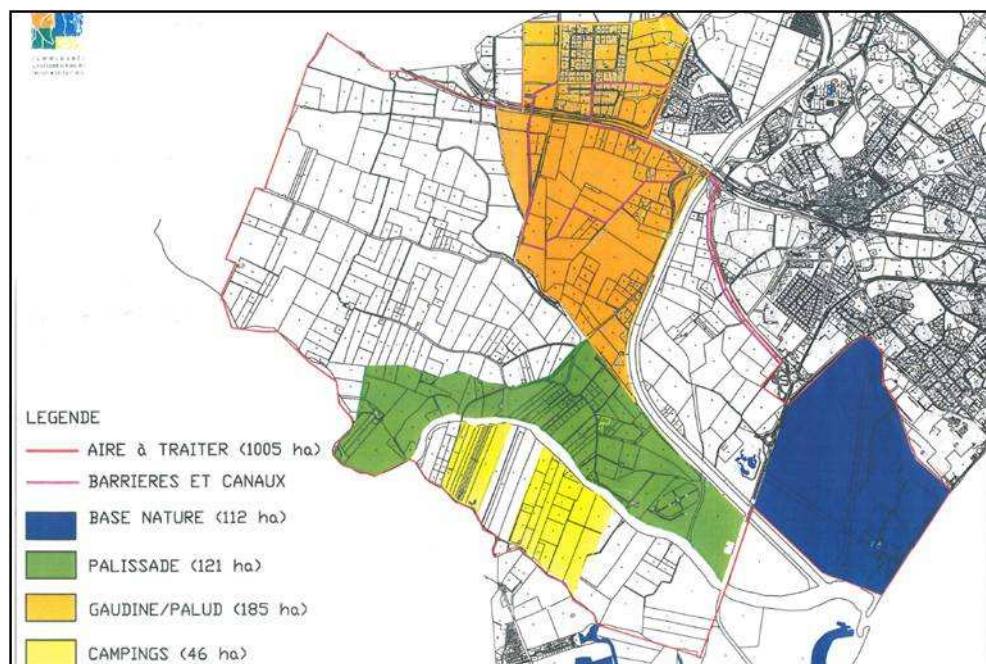 LEGENDE
AIRE à TRAITER (1005 ha)
BARRIERES ET CANAUX
BASE NATURE (112 ha)
PALISSADE (121 ha)
GAUDINE/PALUD (185 ha)
CAMPINGS (46 ha)